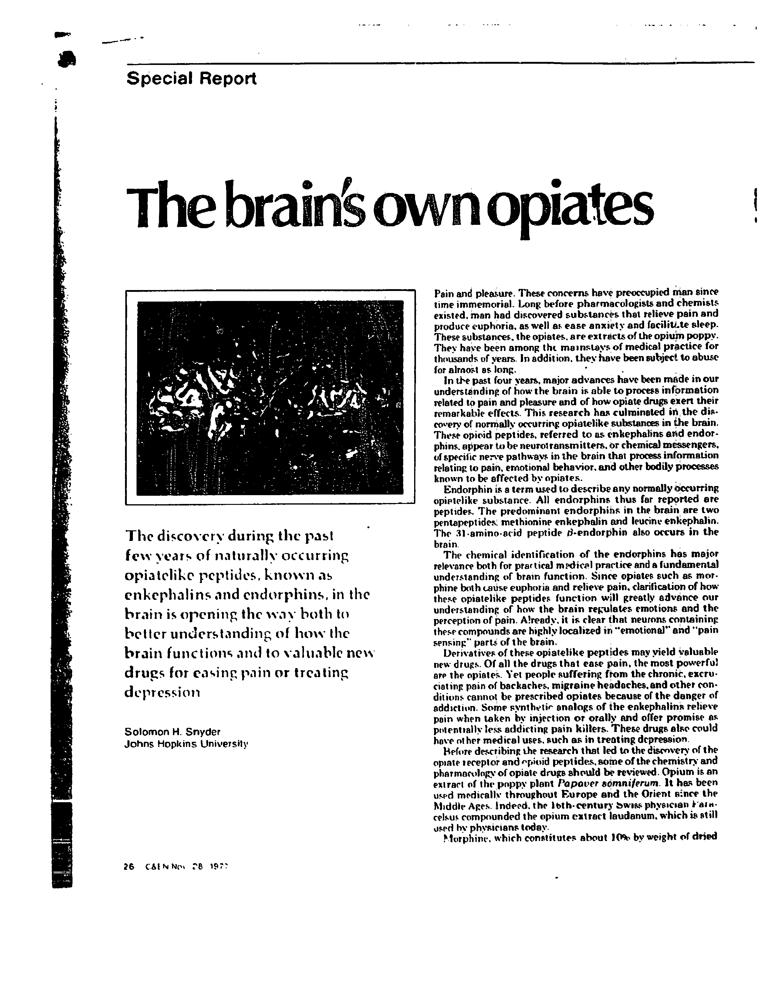 Special Report
The brain's own opiates
The discovery during the past
few years of naturally occurring
opiatelike peptides, known as
enkephalins and endorphins, in the
brain is opening the way both to
better understanding of how the
brain functions and to valuable new
drugs for easing pain or treating
depression
Solomon H. Snyder
Johns Hopkins University
Pain and pleasure. These concerns have preoccupied man since
time immemorial. Long before pharmacologists and chemists
existed, man had discovered substances that relieve pain and
produce euphoria, as well as ease anxiety and facilitate sleep.
These substances, the opiates, are extracts of the opium poppy.
They have been among the mainstays of medical practice for
thousands of years. In addition, they have been subject to abuse
for almost as long.
In the past four years, major advances have been made in our
understanding of how the brain is able to process information
related to pain and pleasure and of how opiate drugs exert their
remarkable effects. This research has culminated in the dis-
covery of normally occurring opiatelike substances in the brain.
These opioid peptides, referred to as enkephalins and endor-
phins, appear to be neurotransmitters, or chemical messengers,
of specific nerve pathways in the brain that process information
relating to pain, emotional behavior, and other bodily processes
known to be affected by opiates.
Endorphin is a term used to describe any normally occurring
opiatelike substance. All endorphins thus far reported are
peptides. The predominant endorphins in the brain are two
pentapeptides: methionine enkephalin and leucine enkephalin.
The 31-amino-acid peptide β-endorphin also occurs in the
brain.
The chemical identification of the endorphins has major
relevance both for practical medical practice and a fundamental
understanding of brain function. Since opiates such as mor-
phine both cause euphoria and relieve pain, clarification of how
these opiatelike peptides function will greatly advance our
understanding of how the brain regulates emotions and the
perception of pain. Already, it is clear that neurons containing
these compounds are highly localized in "emotional" and "pain
sensing" parts of the brain.
Derivatives of these opiatelike peptides may yield valuable
new drugs. Of all the drugs that ease pain, the most powerful
are the opiates. Yet people suffering from the chronic, excru-
ciating pain of backaches, migraine headaches, and other con-
ditions cannot be prescribed opiates because of the danger of
addiction. Some synthetic analogs of the enkephalins relieve
pain when taken by injection or orally and offer promise as
potentially less addicting pain killers. These drugs also could
have other medical uses, such as in treating depression.
Before describing the research that led to the discovery of the
opiate receptor and opioid peptides, some of the chemistry and
pharmacology of opiate drugs should be reviewed. Opium is an
extract of the poppy plant Papaver somniferum. It has been
used medically throughout Europe and the Orient since the
Middle Ages. Indeed, the 16th-century Swiss physician Para-
celsus compounded the opium extract laudanum, which is still
used by physicians today.
Morphine, which constitutes about 10% by weight of dried
26 C&EN Nov. 28, 1977